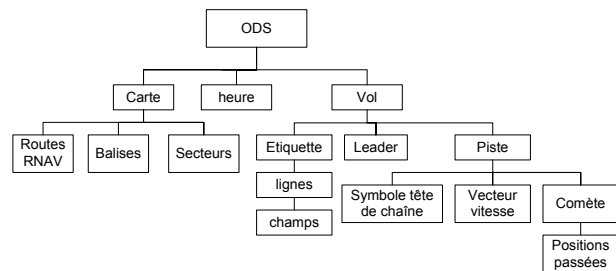 ODS
Carte
heure
Vol
Routes
RNAV
Balises
Secteurs
Etiquette
Leader
Piste
lignes
champs
Symbole tête
de chaîne
Vecteur
vitesse
Comète
Positions
passées